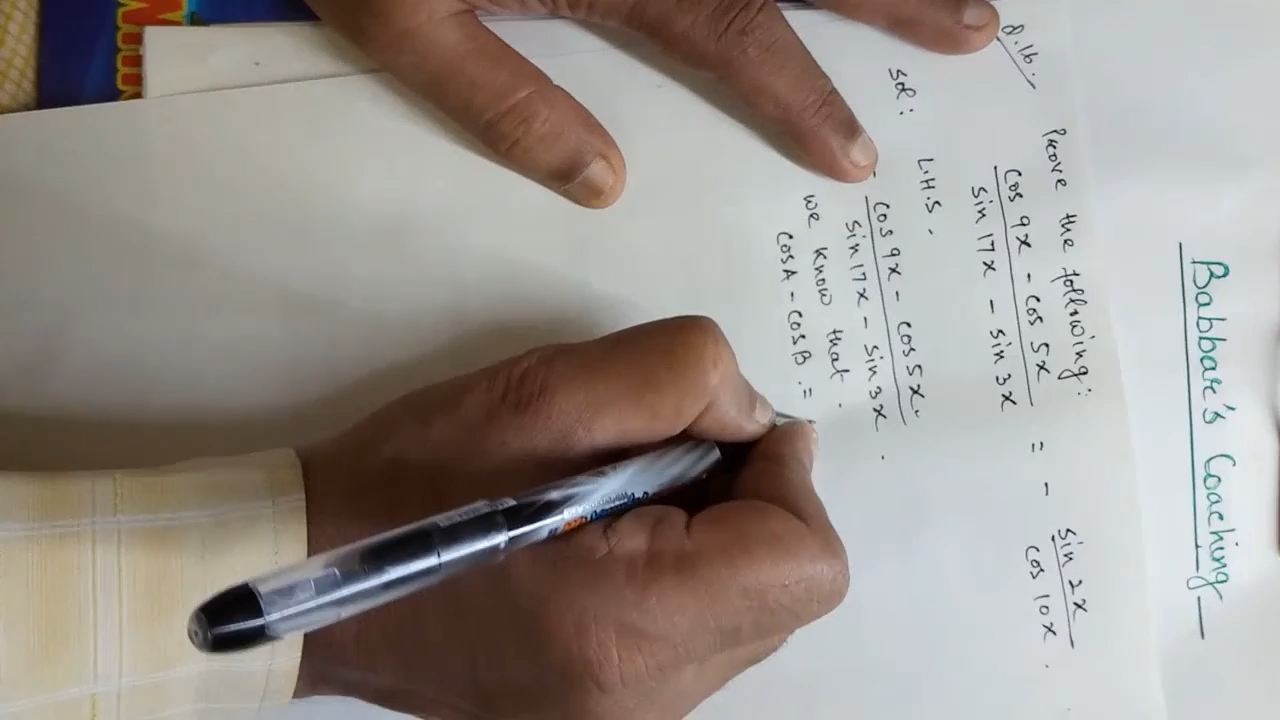 Babbar's Coaching
Q.16. Prove the following:
cos 9x - cos 5x / sin 17x - sin 3x = - sin 2x / cos 10x.
Sol: L.H.S.
cos 9x - cos 5x. / sin 17x - sin 3x.
we know that.
cosA - cosB. =